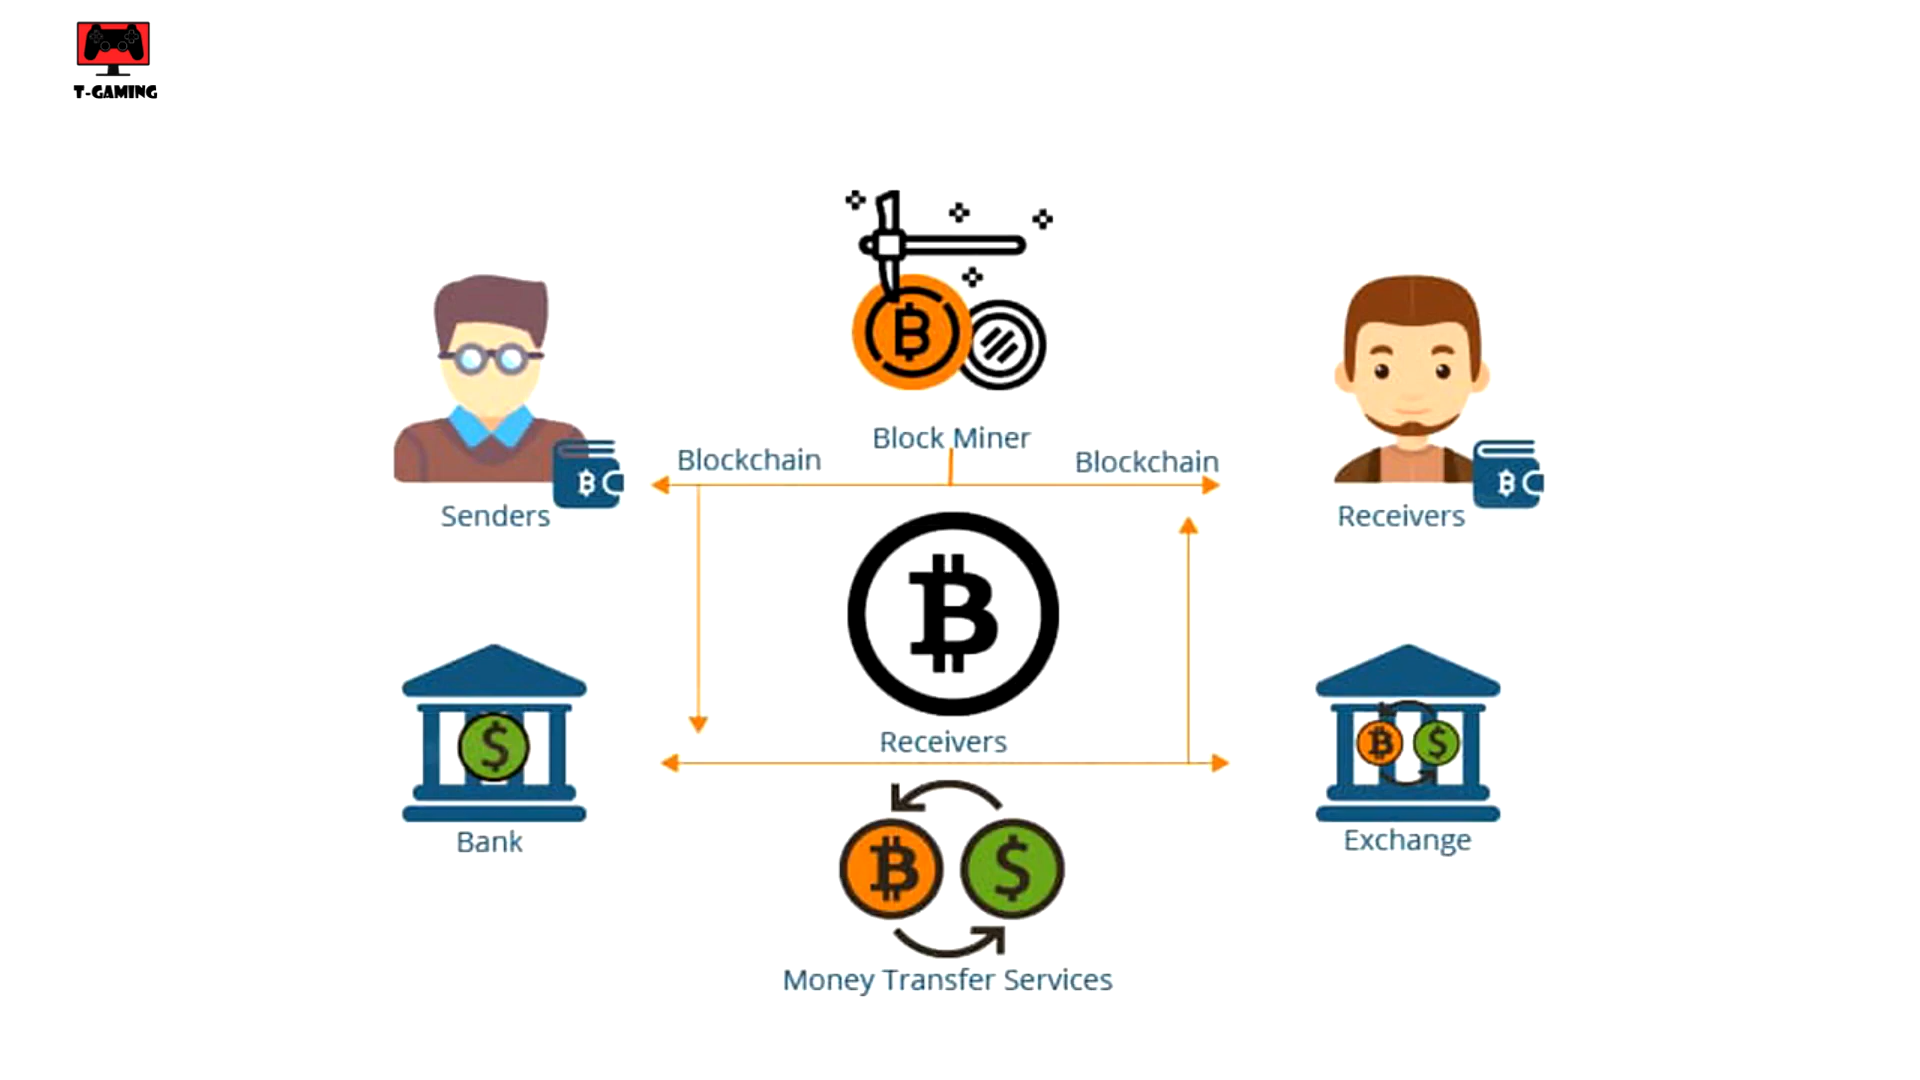 T-GAMING
Block Miner
Blockchain
Blockchain
Senders
Receivers
Receivers
Bank
Exchange
Money Transfer Services